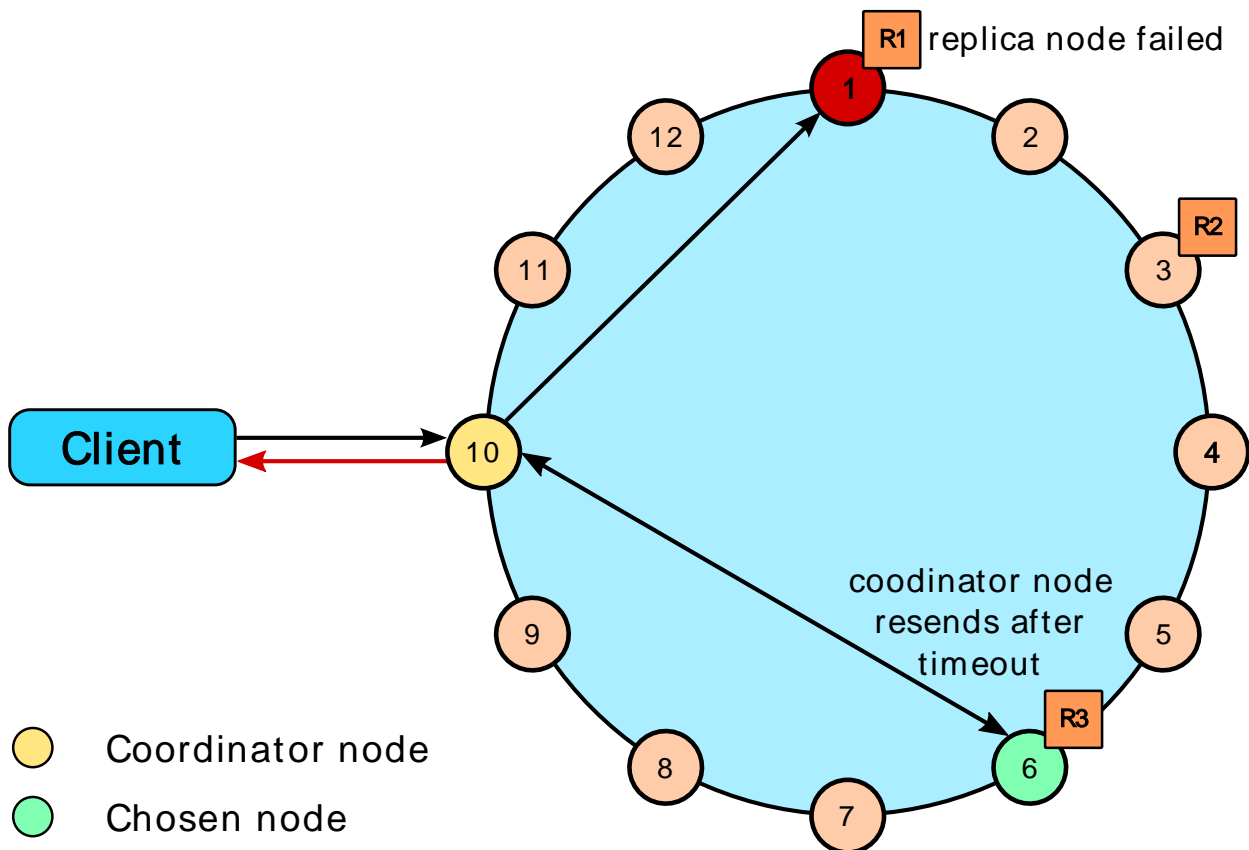 R1 replica node failed
1
12
2
R2
11
3
Client
10
4
coodinator node
resends after
timeout
9
5
R3
Coordinator node
8
6
7
Chosen node